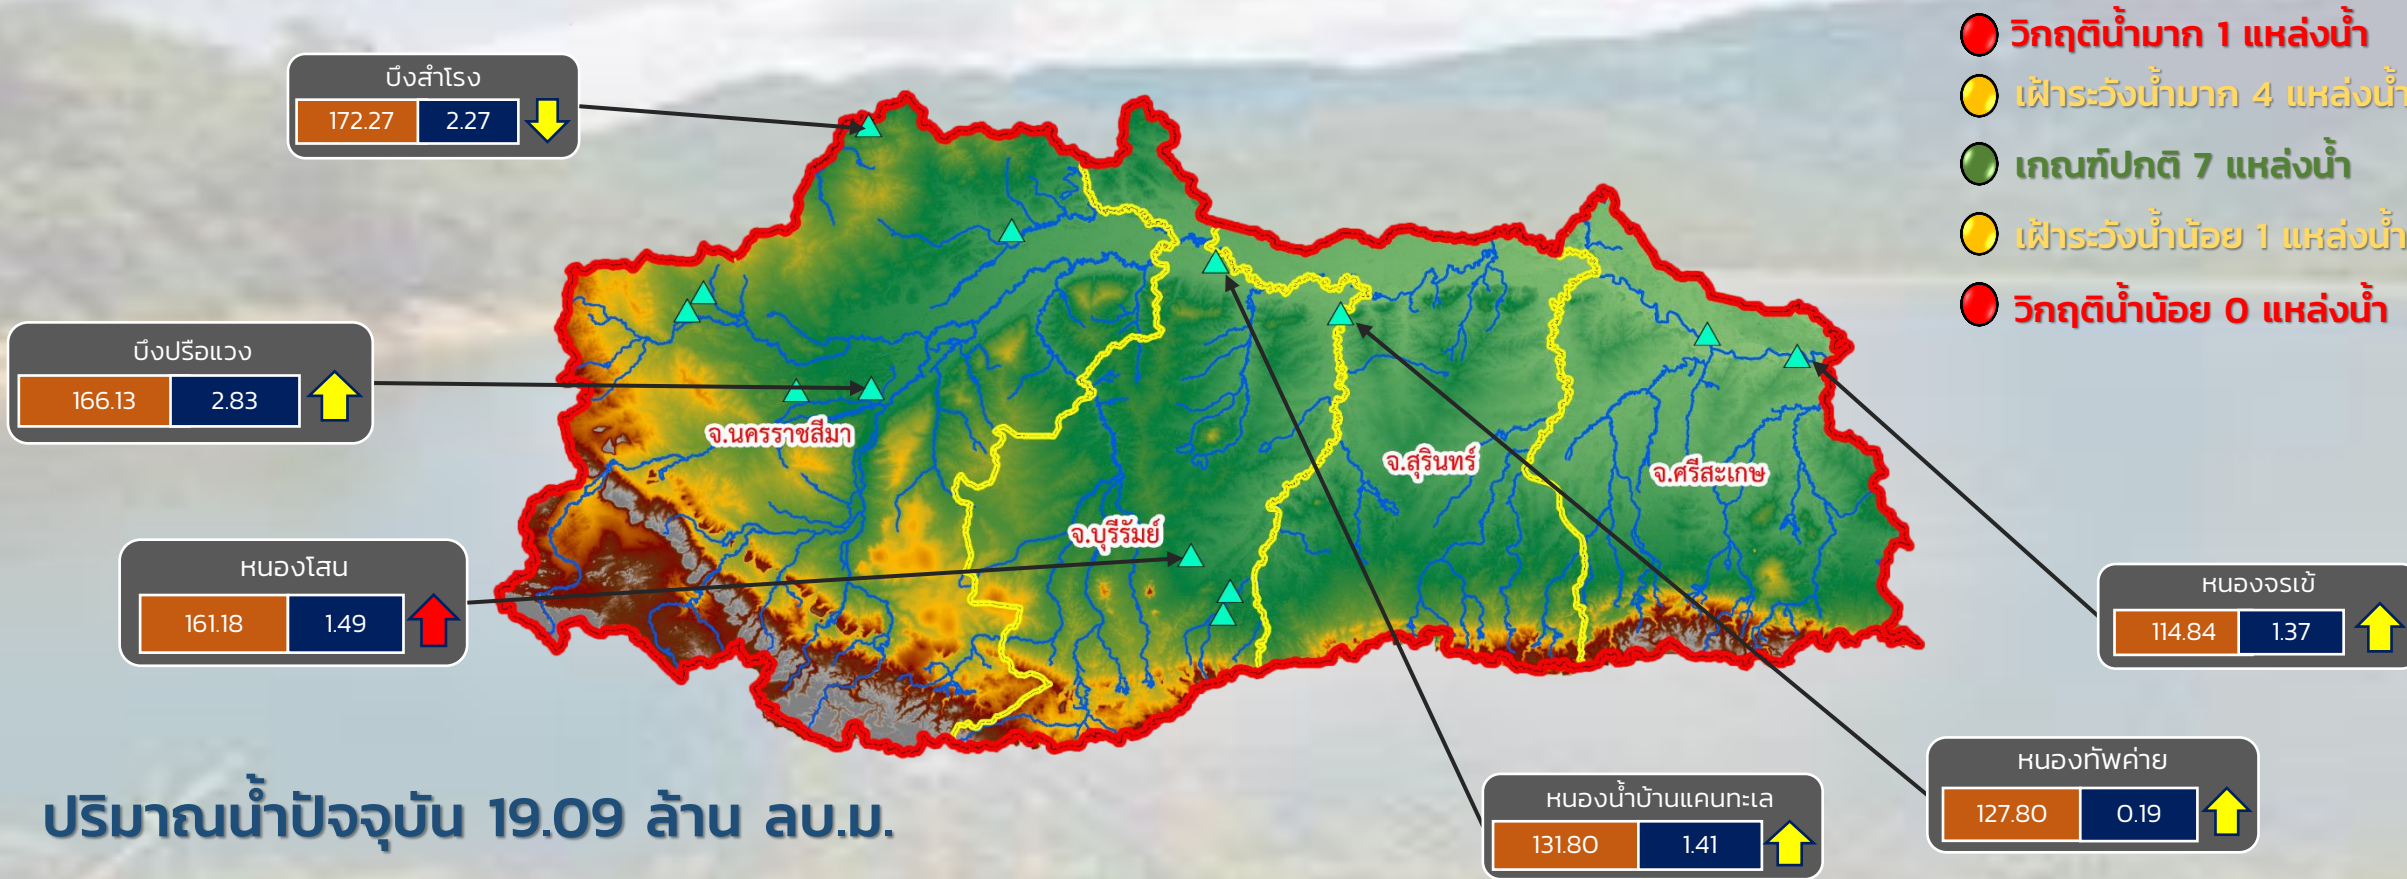 วิกฤติน้ำมาก 1 แหล่งน้ำ
เฝ้าระวังน้ำมาก 4 แหล่งน้ำ
เกณฑ์ปกติ 7 แหล่งน้ำ
เฝ้าระวังน้ำน้อย 1 แหล่งน้ำ
วิกฤติน้ำน้อย 0 แหล่งน้ำ
บึงสำโรง
172.27 2.27
บึงปรือแวง
166.13 2.83
หนองโสน
161.18 1.49
จ.นครราชสีมา
จ.บุรีรัมย์
จ.สุรินทร์
จ.ศรีสะเกษ
หนองจรเข้
114.84 1.37
หนองทัพค่าย
127.80 0.19
หนองน้ำบ้านแคนทะเล
131.80 1.41
ปริมาณน้ำปัจจุบัน 19.09 ล้าน ลบ.ม.